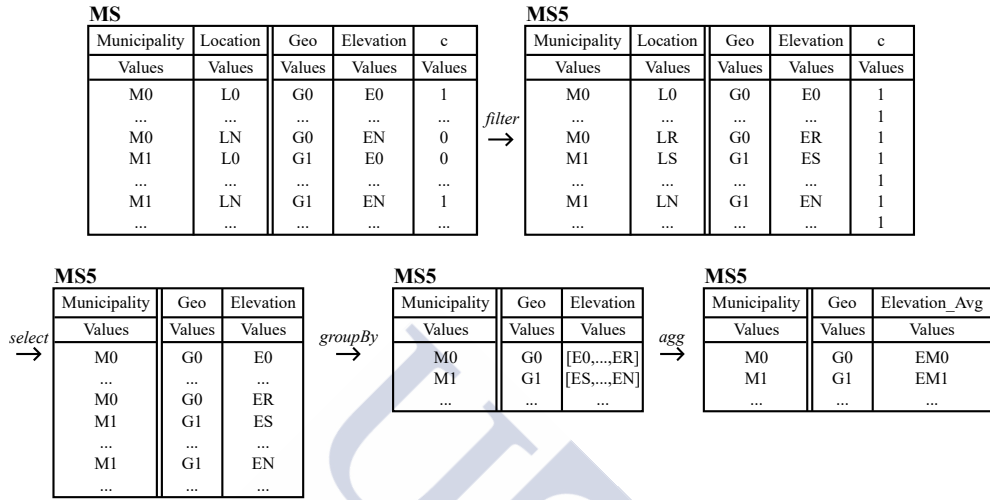 MS
Municipality Location Geo Elevation c
Values Values Values Values Values
M0 L0 G0 E0 1
... ... ... ... ...
M0 LN G0 EN 0
M1 L0 G1 E0 0
... ... ... ... ...
M1 LN G1 EN 1
... ... ... ... ...
filter
→
MS5
Municipality Location Geo Elevation c
Values Values Values Values Values
M0 L0 G0 E0 1
... ... ... ... 1
M0 LR G0 ER 1
M1 LS G1 ES 1
... ... ... ... 1
M1 LN G1 EN 1
... ... ... ... 1
select
→
MS5
Municipality Geo Elevation
Values Values Values
M0 G0 E0
... ... ...
M0 G0 ER
M1 G1 ES
... ... ...
M1 G1 EN
... ... ...
groupBy
→
MS5
Municipality Geo Elevation
Values Values Values
M0 G0 [E0,...,ER]
M1 G1 [ES,...,EN]
... ... ...
agg
→
MS5
Municipality Geo Elevation_Avg
Values Values Values
M0 G0 EM0
M1 G1 EM1
... ... ...